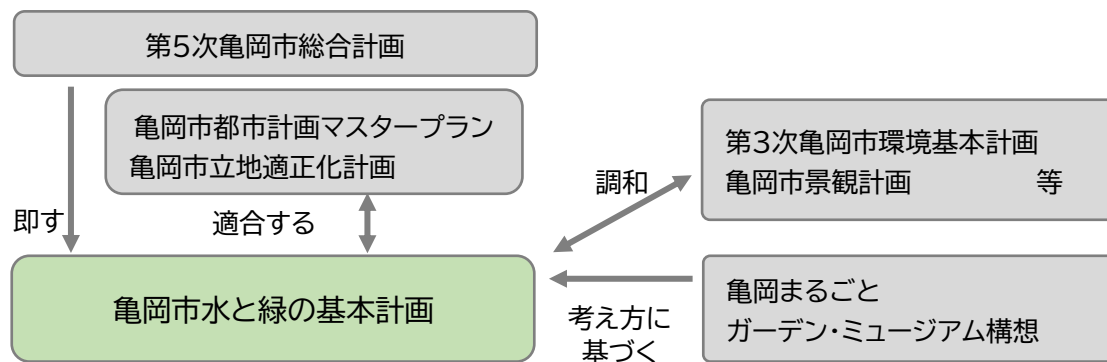 第5次亀岡市総合計画
亀岡市都市計画マスタープラン
亀岡市立地適正化計画
即す
適合する
亀岡市水と緑の基本計画
調和
第3次亀岡市環境基本計画
亀岡市景観計画 等
考え方に
基づく
亀岡まるごと
ガーデン・ミュージアム構想